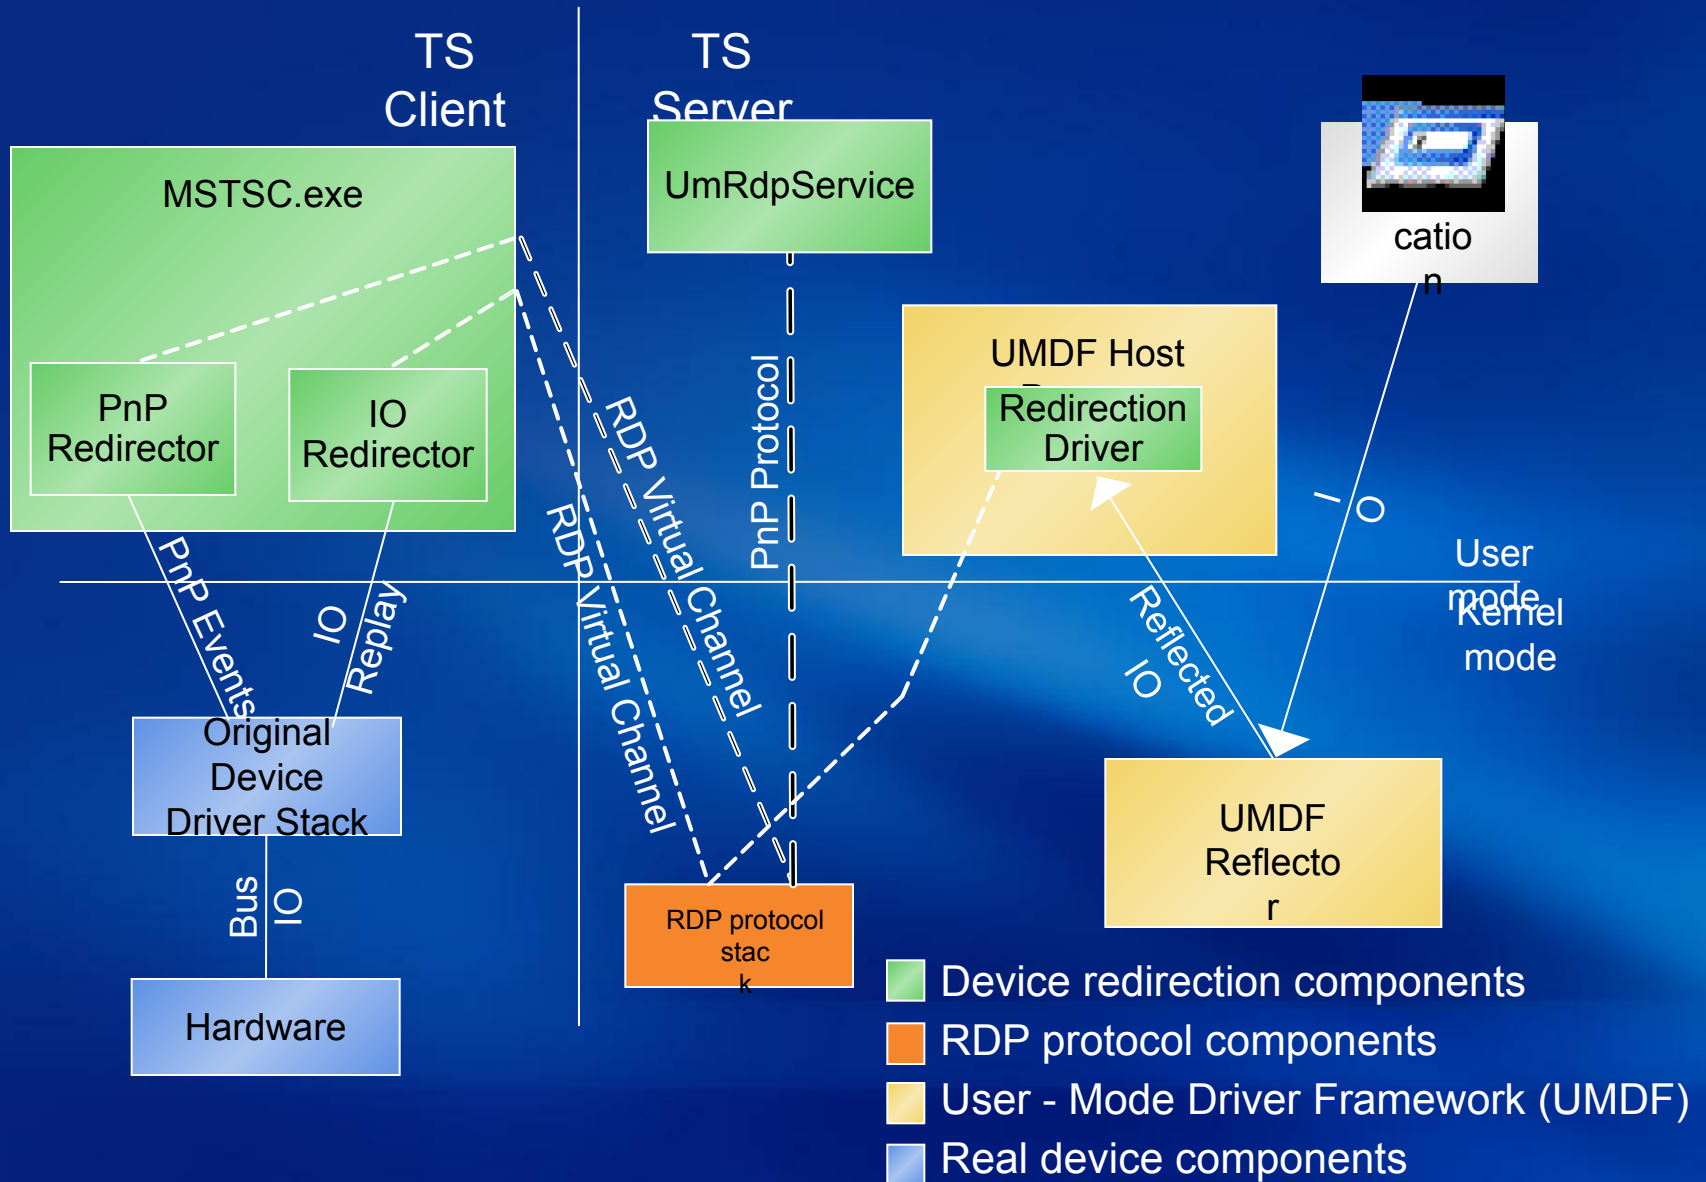 TS
Client
TS
Server
MSTSC.exe
UmRdpService
catio
n
PnP
Redirector
IO
Redirector
UMDF Host
Redirection
Driver
RDP Virtual Channel
RDP Virtual Channel
PnP Protocol
IO
User
mode
Kernel
mode
PnP Events
IO
Replay
Reflected
IO
Original
Device
Driver Stack
UMDF
Reflecto
r
Bus
IO
RDP protocol
stac
k
Hardware
Device redirection components
RDP protocol components
User - Mode Driver Framework (UMDF)
Real device components